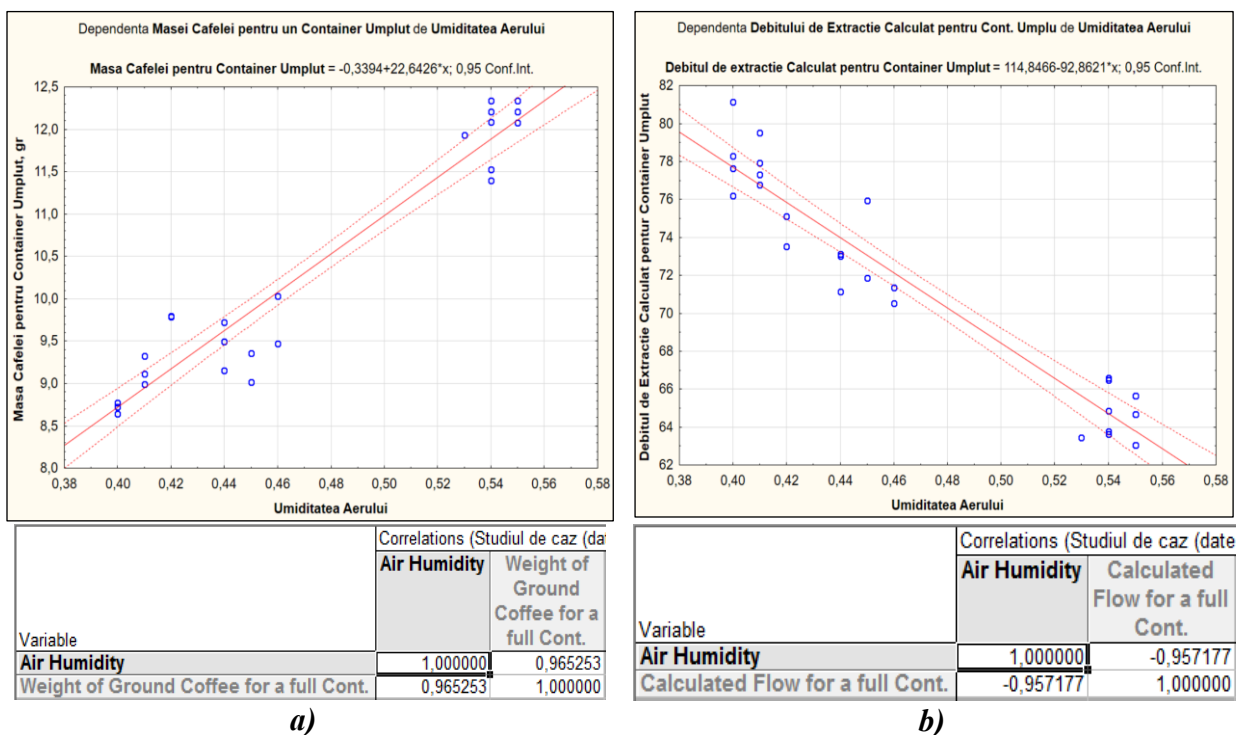 Dependenta Masei Cafelei pentru un Container Umplut de Umiditatea Aerului
Masa Cafelei pentru Container Umplut = -0,3394+22,6426*x; 0,95 Conf.Int.
Masa Cafelei pentru Container Umplut, gr
12,5
12,0
11,5
11,0
10,5
10,0
9,5
9,0
8,5
8,0
0,38 0,40 0,42 0,44 0,46 0,48 0,50 0,52 0,54 0,56 0,58
Umiditatea Aerului
Correlations (Studiul de caz (dat
Variable
Air Humidity
Weight of
Ground
Coffee for a
full Cont.
Air Humidity 1,000000 0,965253
Weight of Ground Coffee for a full Cont. 0,965253 1,000000
a)
Dependenta Debitului de Extractie Calculat pentru Cont. Umplu de Umiditatea Aerului
Debitul de extractie Calculat pentru Container Umplut = 114,8466-92,8621*x; 0,95 Conf.Int.
Debitul de Extractie Calculat pentur Container Umplut
82
80
78
76
74
72
70
68
66
64
62
0,38 0,40 0,42 0,44 0,46 0,48 0,50 0,52 0,54 0,56 0,58
Umiditatea Aerului
Correlations (Studiul de caz (date
Variable
Air Humidity
Calculated
Flow for a full
Cont.
Air Humidity 1,000000 -0,957177
Calculated Flow for a full Cont. -0,957177 1,000000
b)